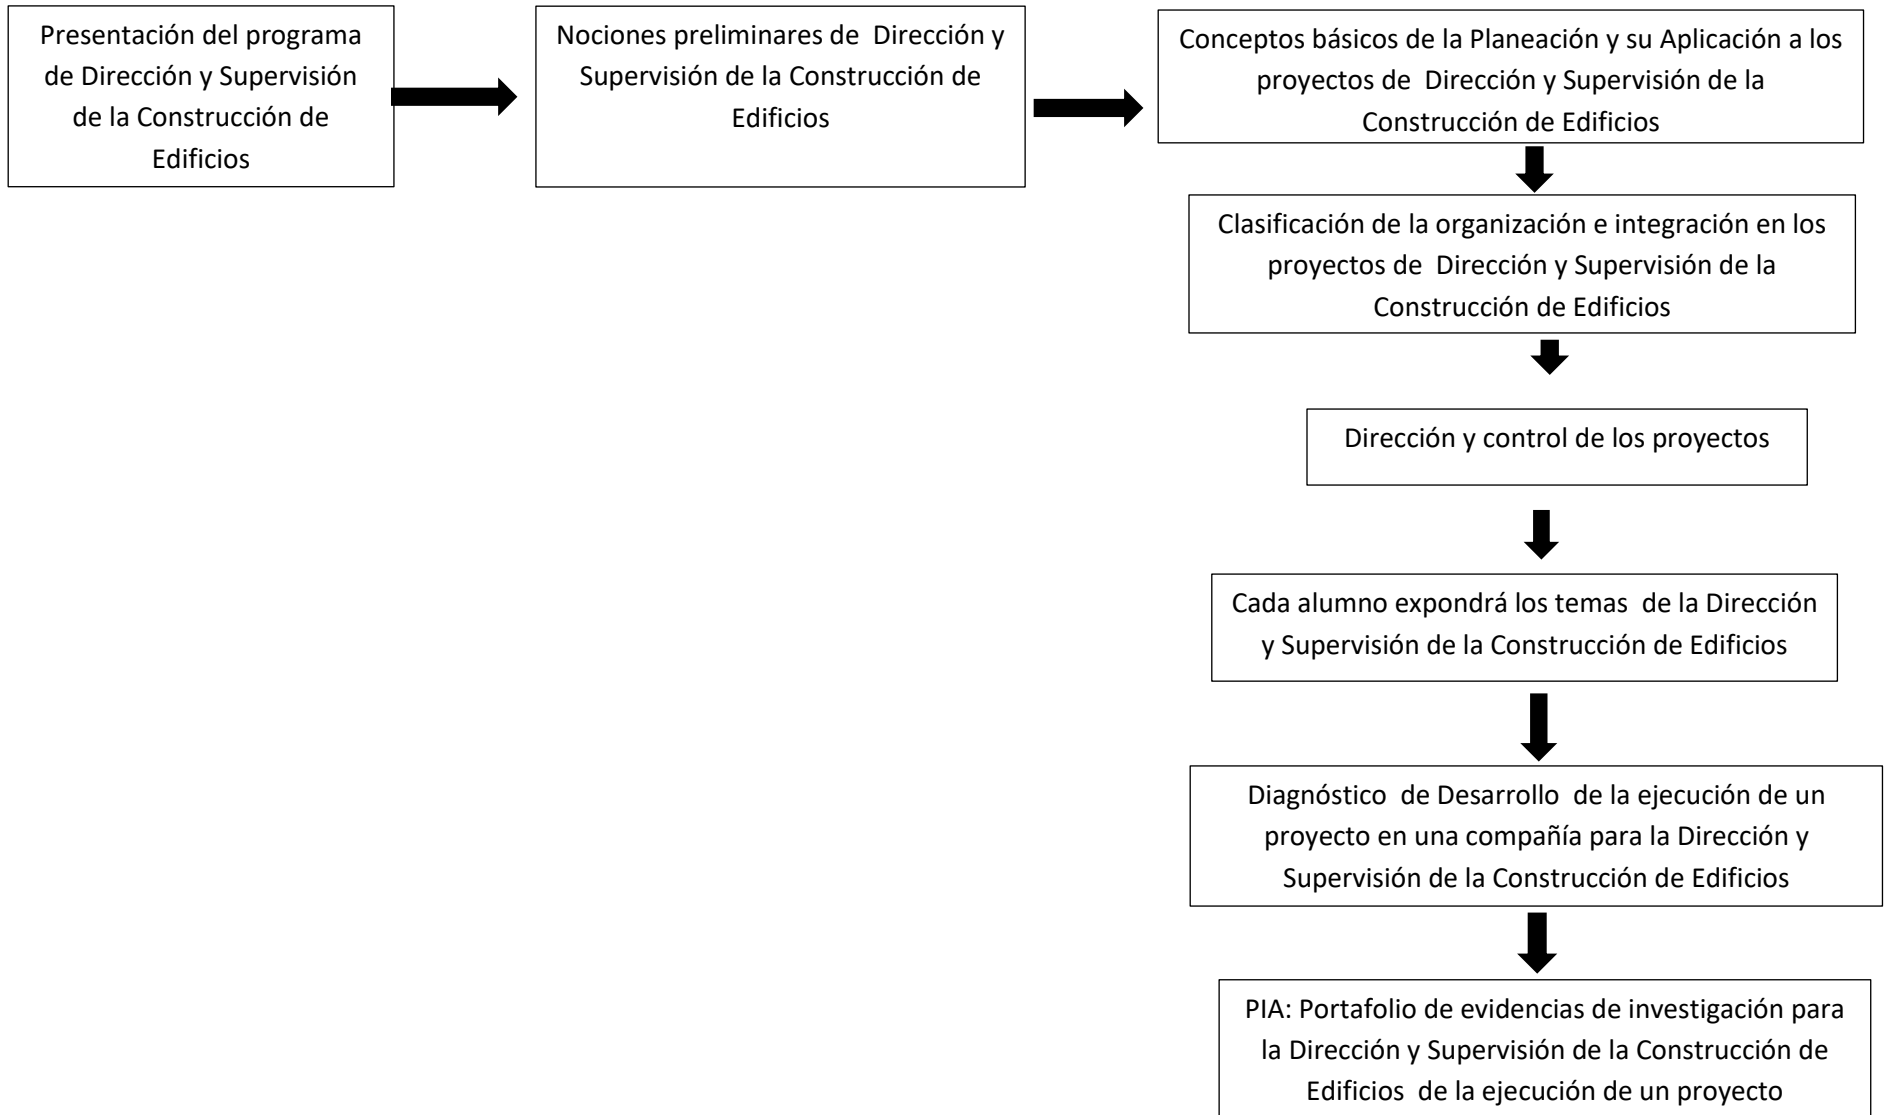 Presentación del programa
de Dirección y Supervisión
de la Construcción de
Edificios
Nociones preliminares de  Dirección y
Supervisión de la Construcción de
Edificios
Conceptos básicos de la Planeación y su Aplicación a los
proyectos de  Dirección y Supervisión de la
Construcción de Edificios
Clasificación de la organización e integración en los
proyectos de  Dirección y Supervisión de la
Construcción de Edificios
Dirección y control de los proyectos
Cada alumno expondrá los temas  de la Dirección
y Supervisión de la Construcción de Edificios
Diagnóstico  de Desarrollo  de la ejecución de un
proyecto en una compañía para la Dirección y
Supervisión de la Construcción de Edificios
PIA: Portafolio de evidencias de investigación para
la Dirección y Supervisión de la Construcción de
Edificios  de la ejecución de un proyecto